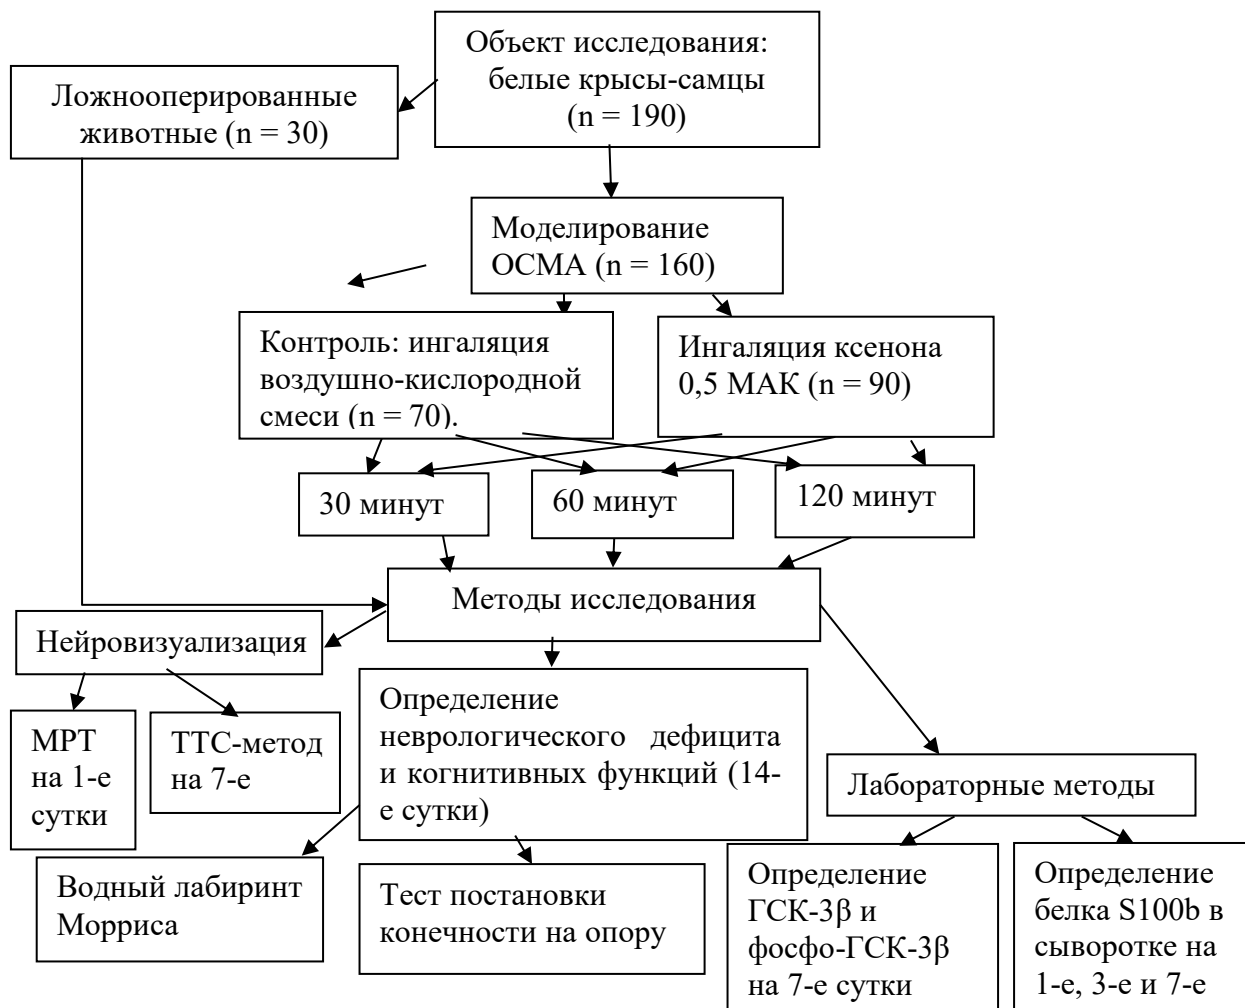 Объект исследования:
белые крысы-самцы
(n = 190)
Ложнооперированные
животные (n = 30)
Моделирование
ОСМА (n = 160)
Контроль: ингаляция
воздушно-кислородной
смеси (n = 70).
Ингаляция ксенона
0,5 МАК (n = 90)
30 минут
60 минут
120 минут
Методы исследования
Нейровизуализация
МРТ
на 1-е
сутки
ТТС-метод
на 7-е
Определение
неврологического дефицита
и когнитивных функций (14-
е сутки)
Лабораторные методы
Водный лабиринт
Морриса
Тест постановки
конечности на опору
Определение
ГСК-3β и
фосфо-ГСК-3β
на 7-е сутки
Определение
белка S100b в
сыворотке на
1-е, 3-е и 7-е